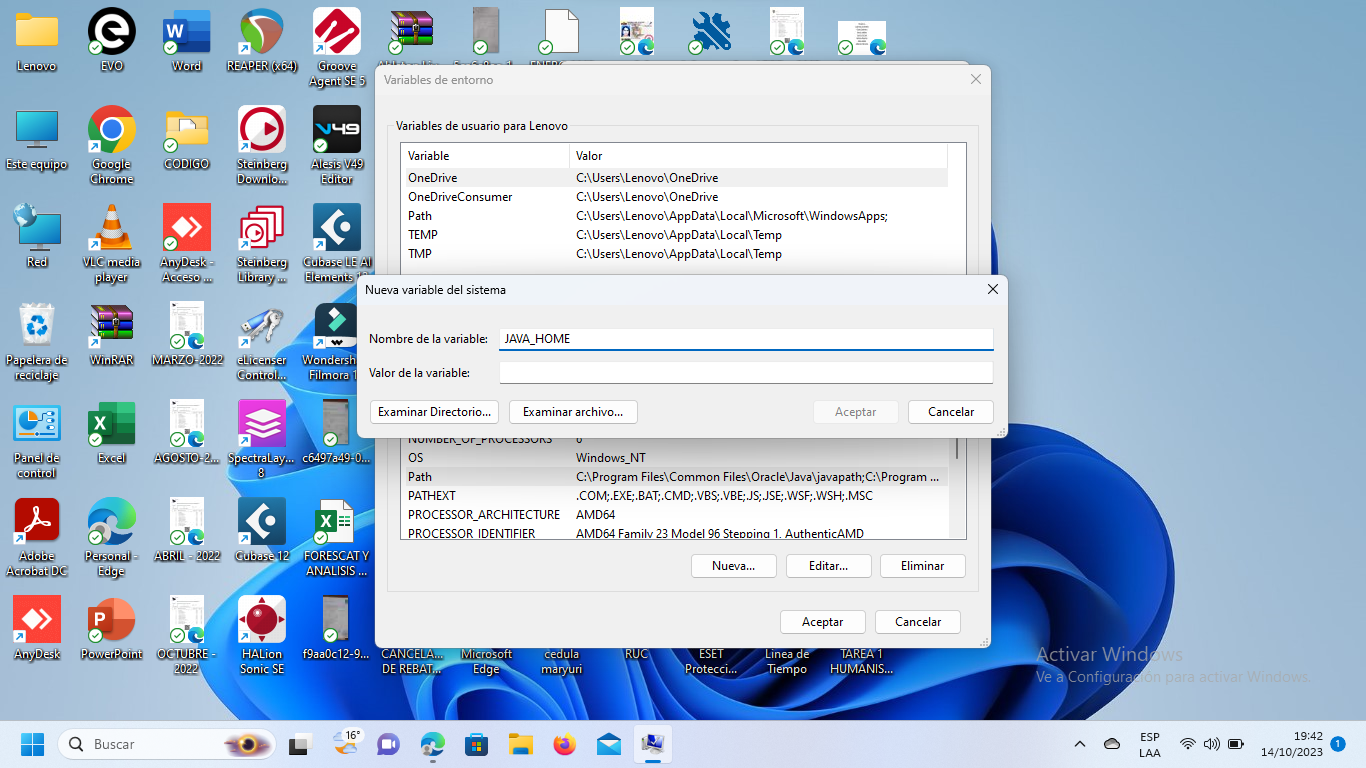 Lenovo
EVO
Word
REAPER (x64)
Groove
Agent SE 5
Este equipo
Google
Chrome
CODIGO
Steinberg
Downlo...
V49
Alesis V49
Editor
Red
VLC media
player
AnyDesk -
Acceso ...
Steinberg
Library ...
Cubase LE AI
Papelera de
reciclaje
WinRAR
MARZO-2022
eLicenser
Control...
Panel de
control
Excel
AGOSTO-2...
SpectraLay...
8
c6497a49-0...
Adobe
Acrobat DC
Personal -
Edge
ABRIL - 2022
Cubase 12
FORESCAT Y
ANALISIS ...
AnyDesk
PowerPoint
OCTUBRE -
2022
HALion
Sonic SE
f9aa0c12-9...
CANCELA...
DE REBAT...
Microsoft
Edge
cedula
maryuri
RUC
ESET
Protecci...
Linea de
Tiempo
TAREA 1
HUMANIS...
Variables de entorno
Variables de usuario para Lenovo
Variable Valor
OneDrive C:\Users\Lenovo\OneDrive
OneDriveConsumer C:\Users\Lenovo\OneDrive
Path C:\Users\Lenovo\AppData\Local\Microsoft\WindowsApps;
TEMP C:\Users\Lenovo\AppData\Local\Temp
TMP C:\Users\Lenovo\AppData\Local\Temp
Nueva variable del sistema
Nombre de la variable: JAVA_HOME
Valor de la variable:
Examinar Directorio... Examinar archivo... Aceptar Cancelar
NUMBER_OF_PROCESSORS
OS Windows_NT
Path C:\Program Files\Common Files\Oracle\Java\javapath;C:\Program ...
PATHEXT .COM;.EXE;.BAT;.CMD;.VBS;.VBE;.JS;.JSE;.WSF;.WSH;.MSC
PROCESSOR_ARCHITECTURE AMD64
PROCESSOR_IDENTIFIER AMD64 Family 23 Model 96 Stepping 1, AuthenticAMD
Nueva... Editar... Eliminar
Aceptar Cancelar
Activar Windows
Ve a Configuración para activar Windows.
Buscar
16°
ESP
LAA
19:42
14/10/2023
1